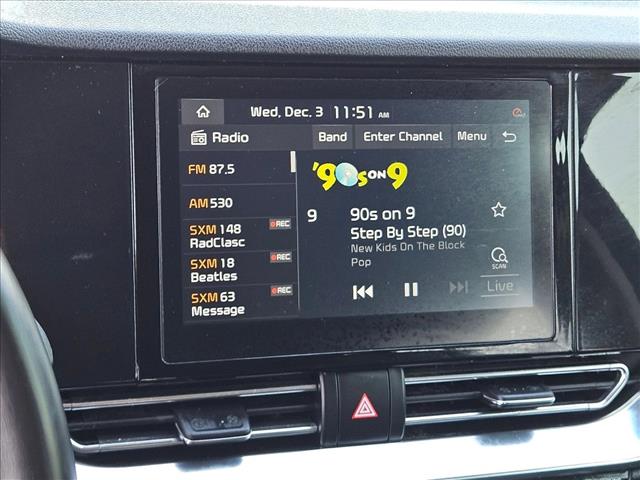 Wed, Dec. 3 11:51 AM
Radio Band Enter Channel Menu
FM 87.5
AM 530
SXM 148 REC
RadClasc
SXM 18 REC
Beatles
SXM 63 REC
Message
'90s ON 9
9 90s on 9
Step By Step (90)
New Kids On The Block
Pop
SCAN
Live